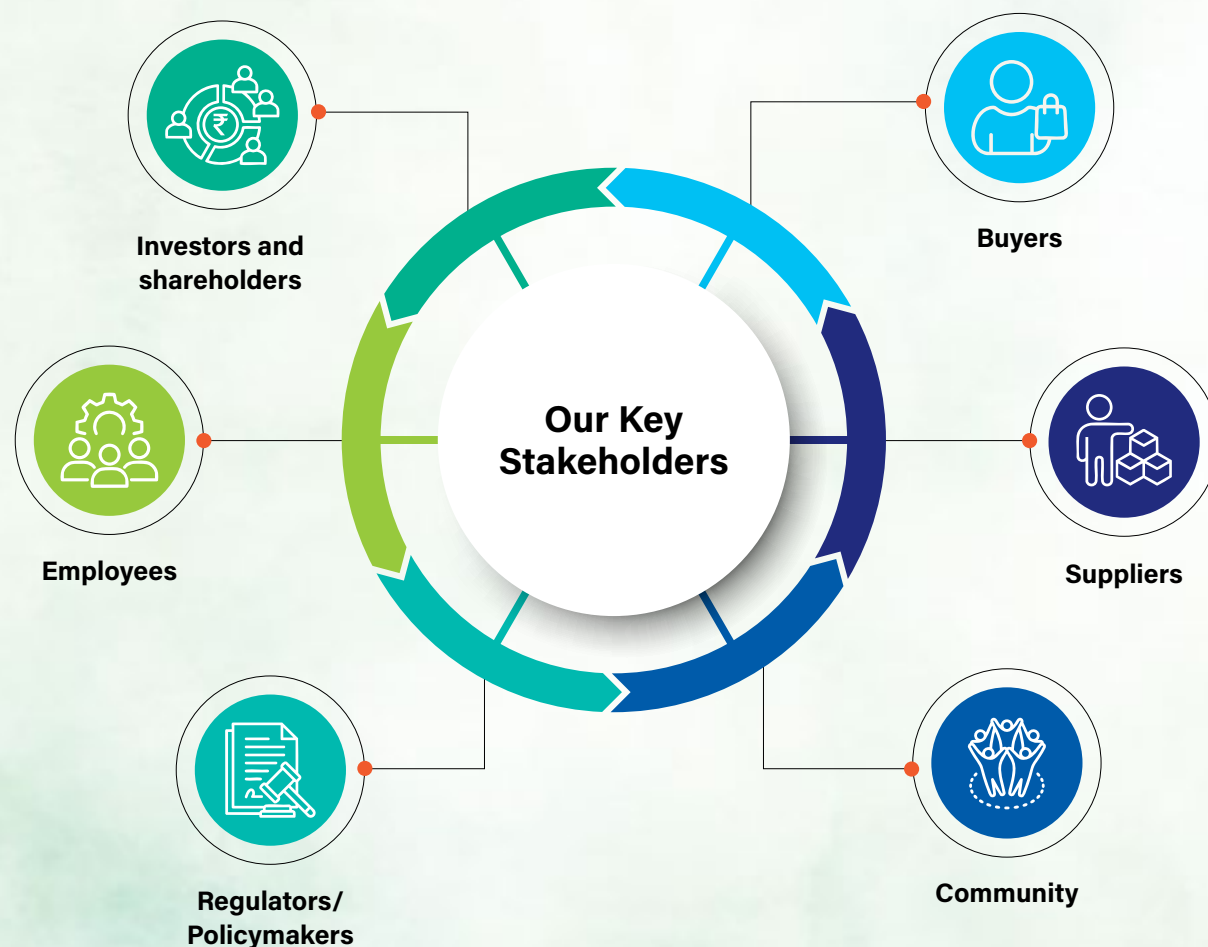 Investors and
shareholders
Buyers
Our Key
Stakeholders
Employees
Suppliers
Regulators/
Policymakers
Community